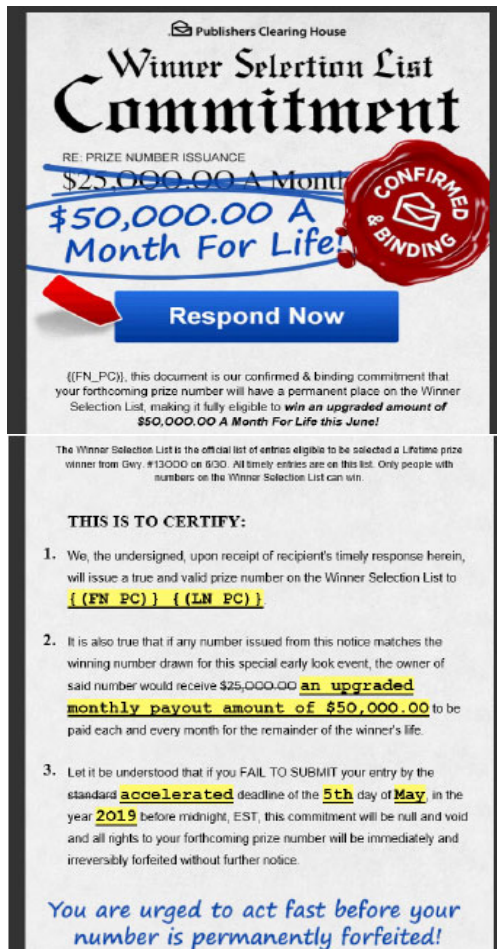 Publishers Clearing House
Winner Selection List
Commitment
RE: PRIZE NUMBER ISSUANCE
$25,000.00 A Month
$50,000.00 A
Month For Life!
CONFIRMED
& BINDING
Respond Now
{{FN_PC}}, this document is our confirmed & binding commitment that
your forthcoming prize number will have a permanent place on the Winner
Selection List, making it fully eligible to win an upgraded amount of
$50,000.00 A Month For Life this June!
The Winner Selection List is the official list of entries eligible to be selected a Lifetime prize
winner from Gwy. #13000 on 6/30. All timely entries are on this list. Only people with
numbers on the Winner Selection List can win.
THIS IS TO CERTIFY:
1. We, the undersigned, upon receipt of recipient's timely response herein,
will issue a true and valid prize number on the Winner Selection List to
{(FN PC)} {(LN PC)}
2. It is also true that if any number issued from this notice matches the
winning number drawn for this special early look event, the owner of
said number would receive $25,000.00 an upgraded
monthly payout amount of $50,000.00 to be
paid each and every month for the remainder of the winner's life.
3. Let it be understood that if you FAIL TO SUBMIT your entry by the
standard accelerated deadline of the 5th day of May, in the
year 2019 before midnight, EST, this commitment will be null and void
and all rights to your forthcoming prize number will be immediately and
irreversibly forfeited without further notice.
You are urged to act fast before your
number is permanently forfeited!